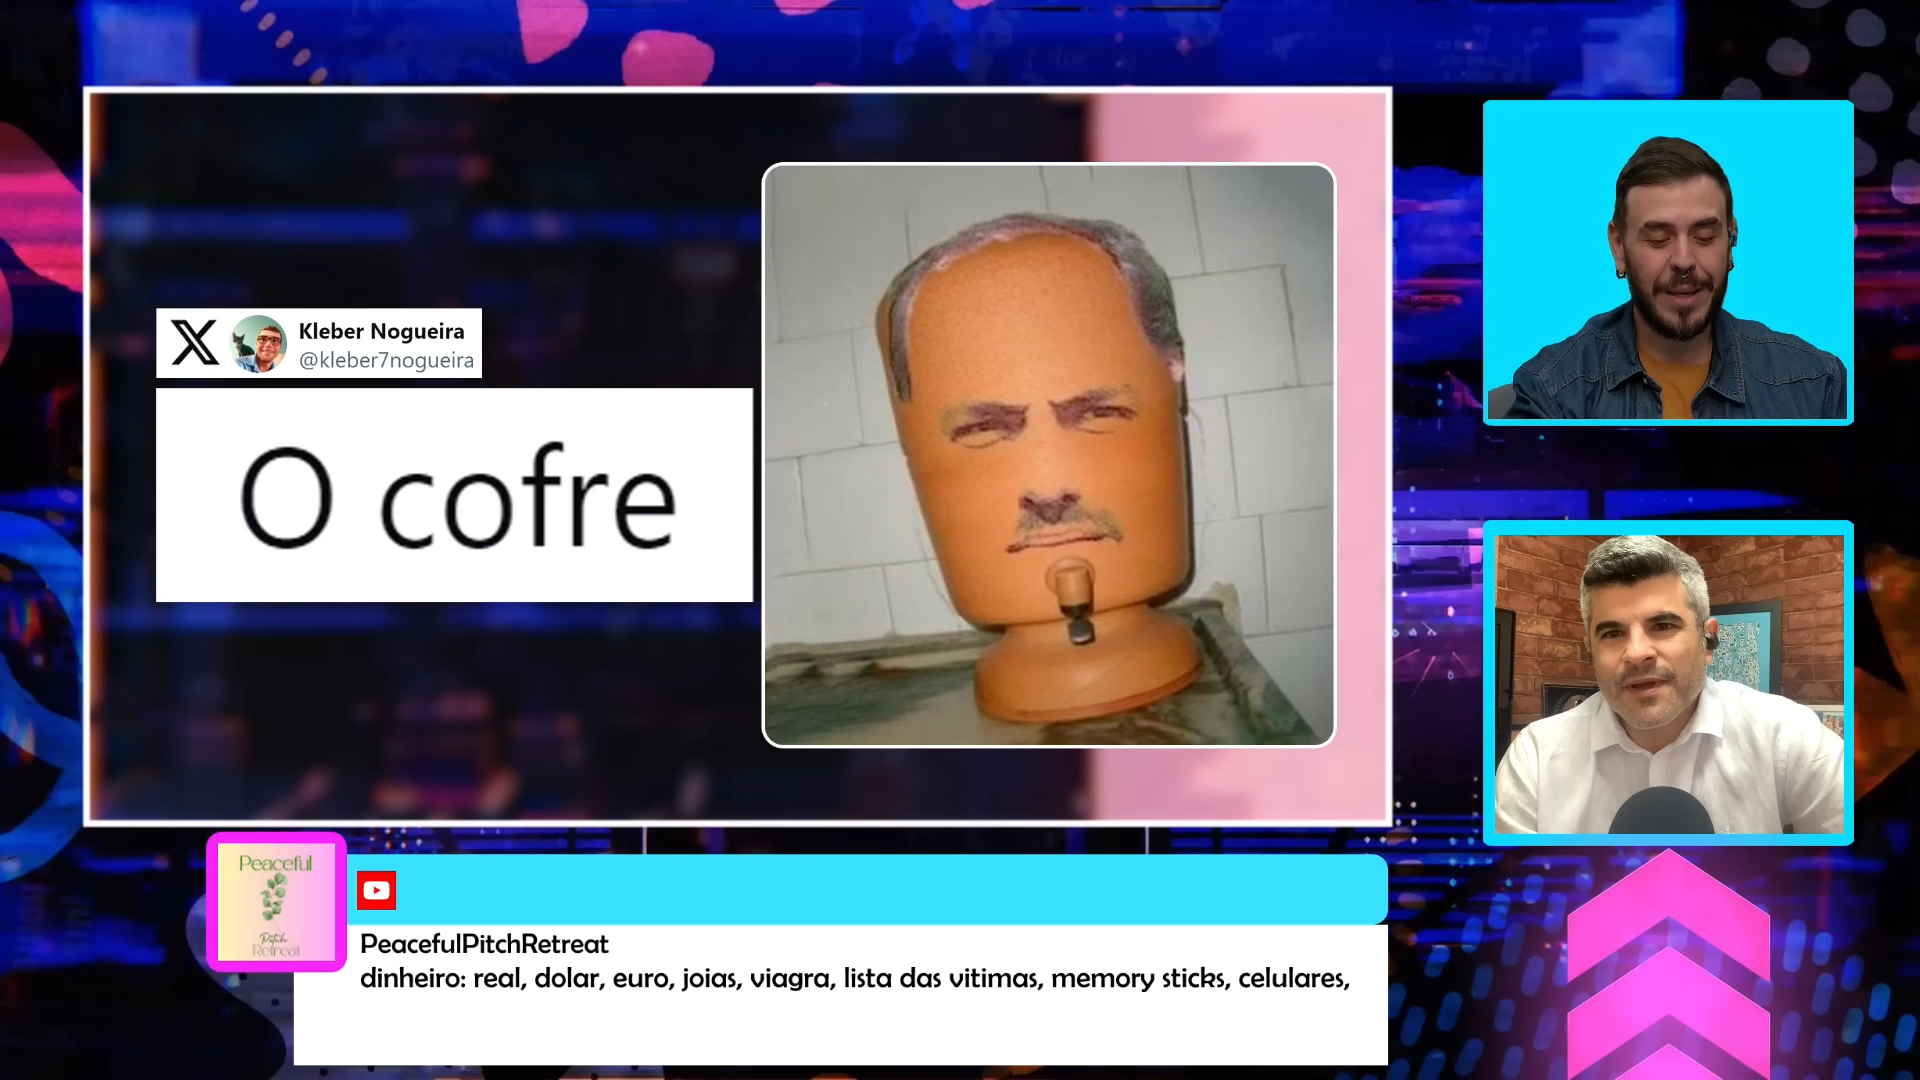 Kleber Nogueira
@kleber7nogueira
O cofre
Peaceful
Pitch
Retreat
PeacefulPitchRetreat
dinheiro: real, dolar, euro, joias, viagra, lista das vitimas, memory sticks, celulares,